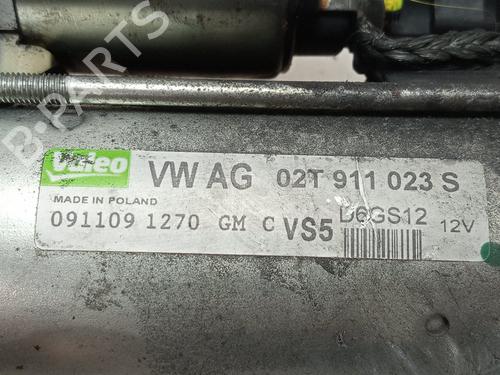 Valeo VW AG 02T 911 023 S
MADE IN POLAND
091109 1270 GM C VS5 D6GS12 12V
B-PARTS